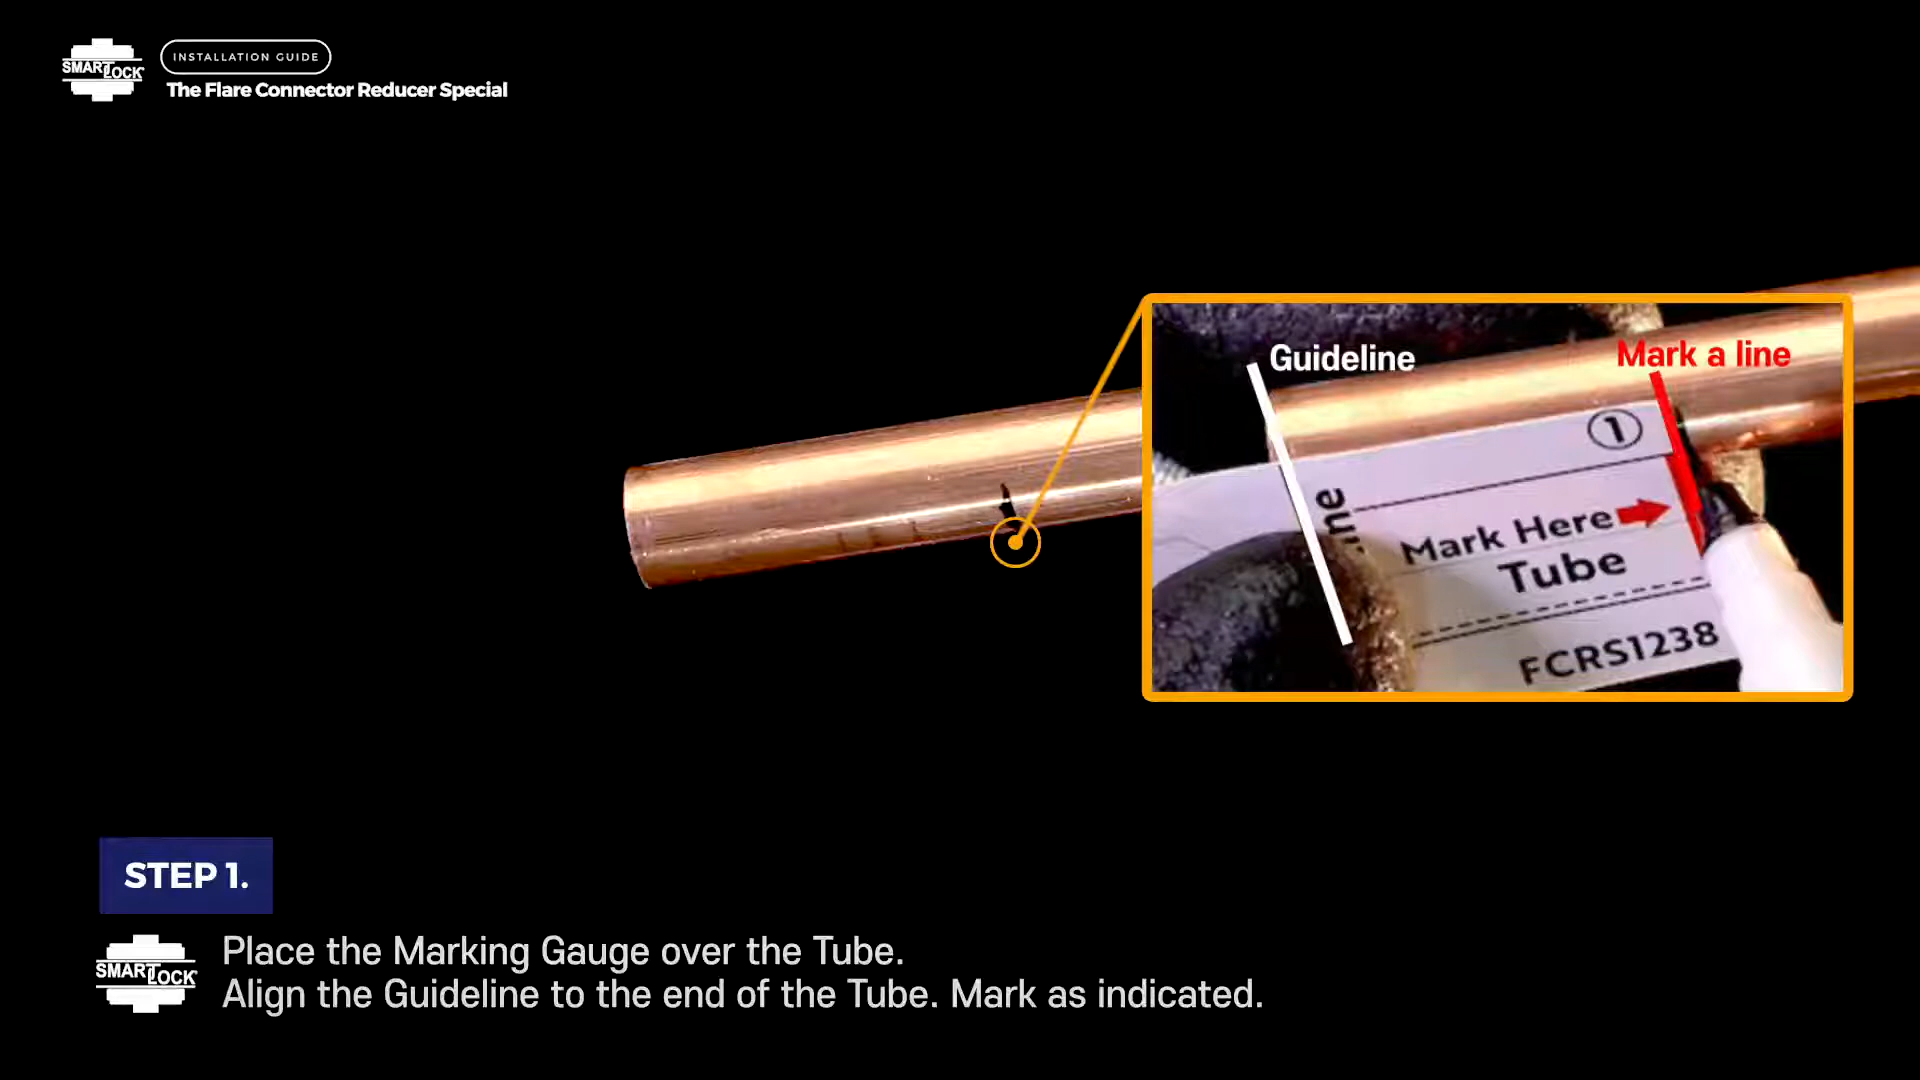 SMARTLOCK
INSTALLATION GUIDE
The Flare Connector Reducer Special
Guideline
Mark a line
1
Mark Here
Tube
FCRS1238
STEP 1.
SMARTLOCK
Place the Marking Gauge over the Tube.
Align the Guideline to the end of the Tube. Mark as indicated.